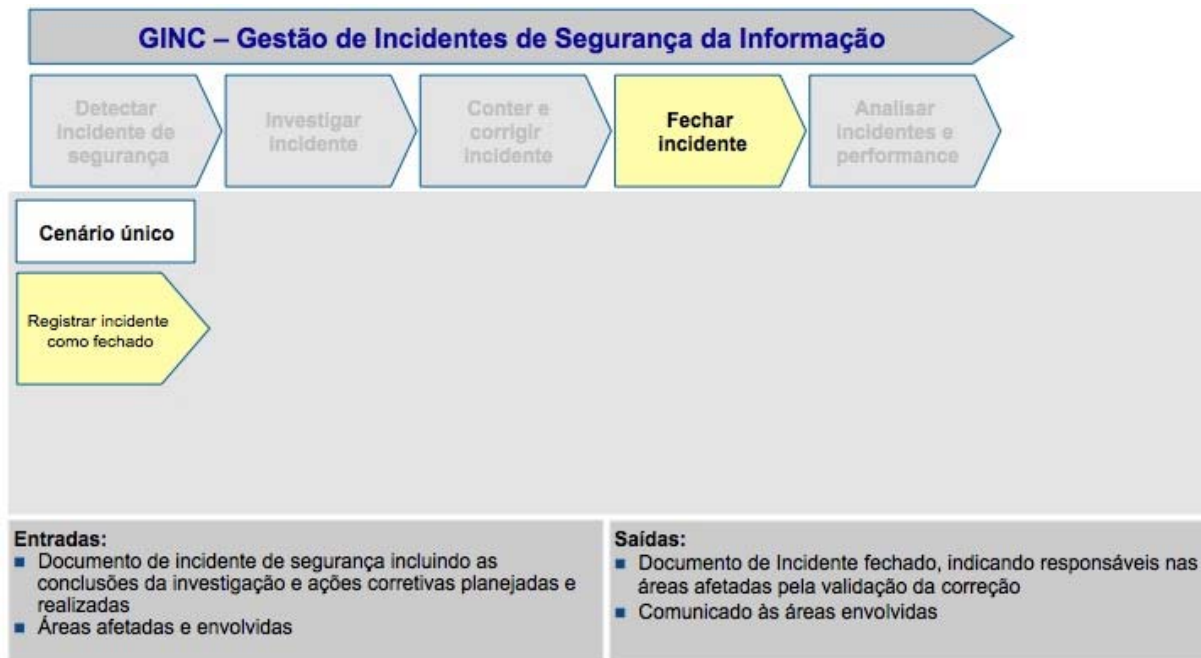 GINC – Gestão de Incidentes de Segurança da Informação
Detectar
Incidente de
segurança
Investigar
Incidente
Conter e
corrigir
Incidente
Fechar
incidente
Analisar
incidentes e
performance
Cenário único
Registrar incidente
como fechado
Entradas:
■ Documento de incidente de segurança incluindo as
conclusões da investigação e ações corretivas planejadas e
realizadas
■ Áreas afetadas e envolvidas
Saídas:
■ Documento de Incidente fechado, indicando responsáveis nas
áreas afetadas pela validação da correção
■ Comunicado às áreas envolvidas